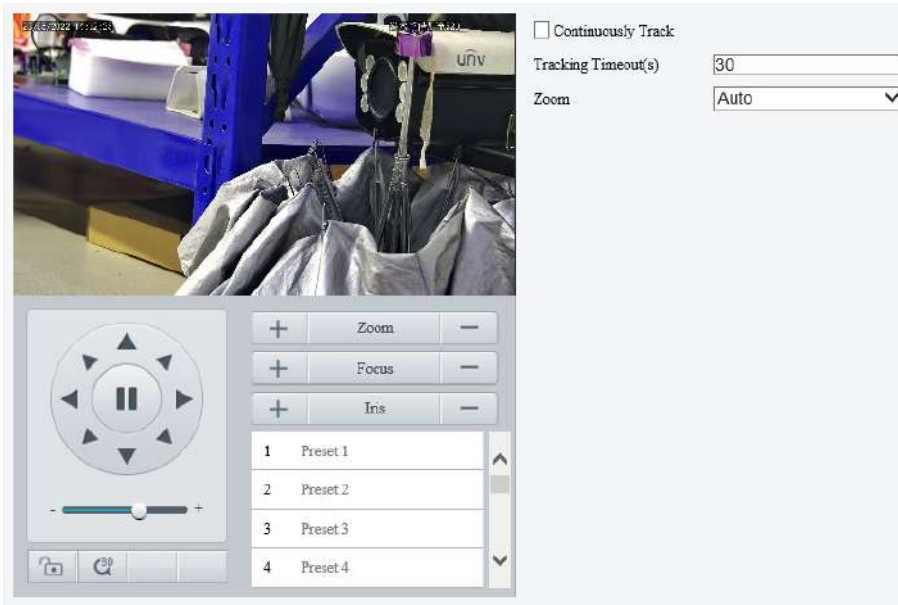 unv
Continuously Track
Tracking Timeout(s)
30
Zoom
Auto
+ Zoom −
+ Focus −
+ Iris −
1 Preset 1
2 Preset 2
3 Preset 3
4 Preset 4
- +
3D